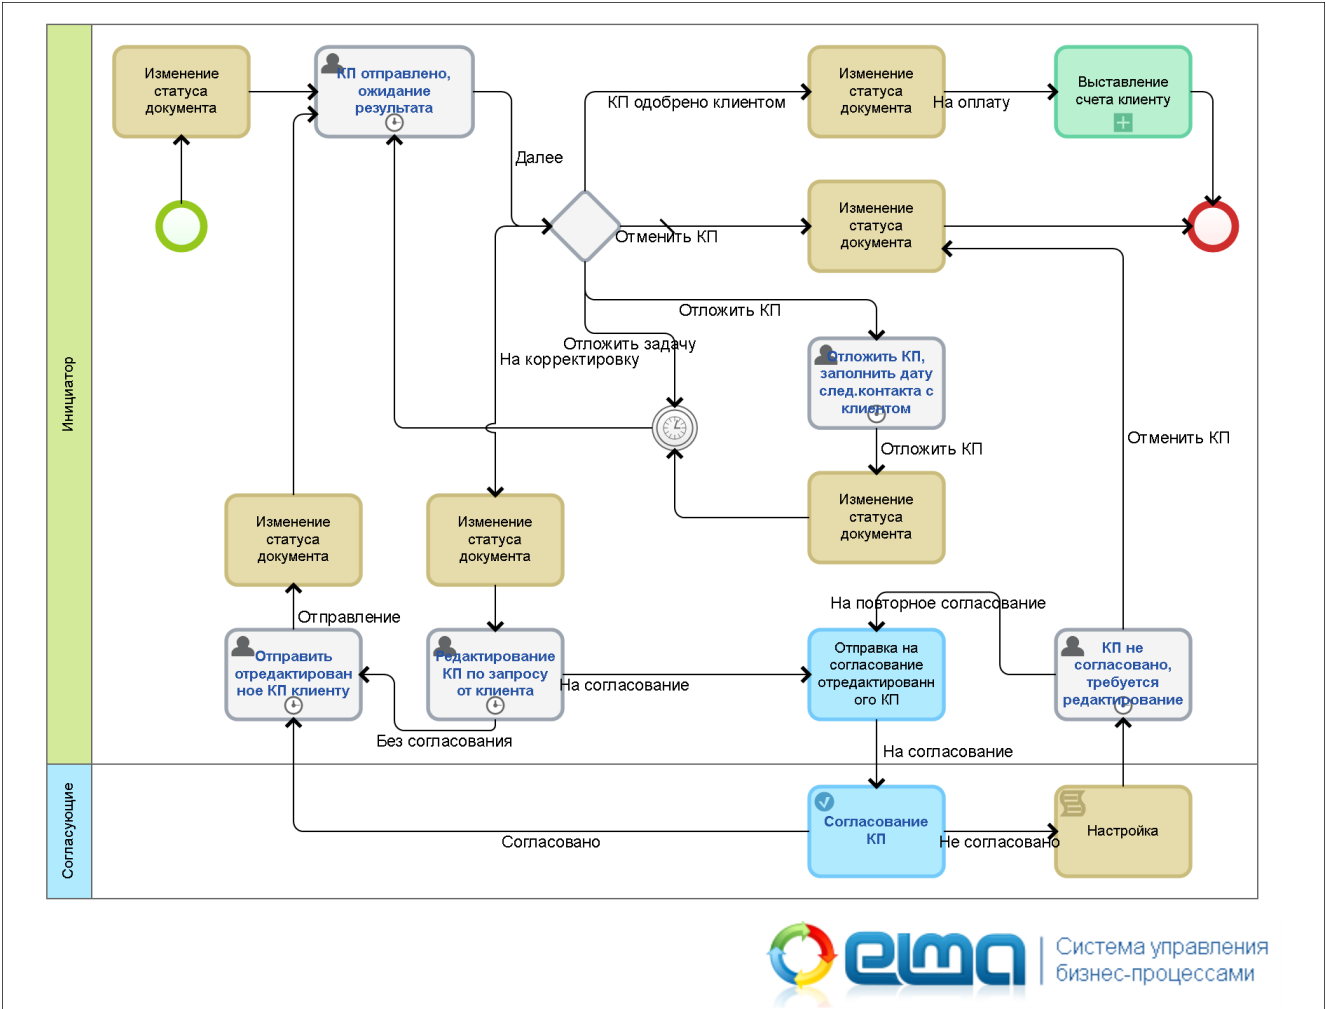 Изменение
статуса
документа
КП отправлено,
ожидание
результата
КП одобрено клиентом
Изменение
статуса
документа
На оплату
Выставление
счета клиенту
Далее
Отменить КП
Изменение
статуса
документа
Отложить КП
Отложить задачу
На корректировку
Отложить КП,
заполнить дату
след.контакта с
клиентом
Отложить КП
Отменить КП
Инициатор
Изменение
статуса
документа
Изменение
статуса
документа
Изменение
статуса
документа
Отправление
На повторное согласование
Отправить
отредактирован
ное КП клиенту
Редактирование
КП по запросу
от клиента
На согласование
Отправка на
согласование
отредактированн
ого КП
КП не
согласовано,
требуется
редактирование
Без согласования
На согласование
Согласующие
Согласовано
Согласование
КП
Не согласовано
Настройка
elma
Система управления
бизнес-процессами